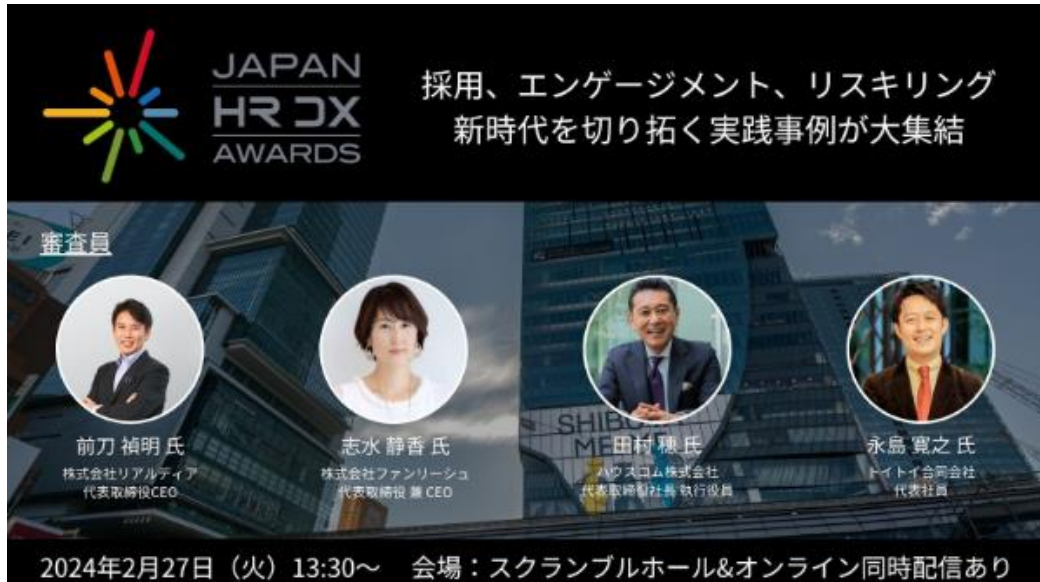 JAPAN
HR DX
AWARDS
採用、エンゲージメント、リスキリング
新時代を切り拓く実践事例が大集結
審査員
前刀 禎明 氏
株式会社リアルディア
代表取締役CEO
志水 静香 氏
株式会社ファンリーシュ
代表取締役 兼 CEO
SHIBU
ME
田村 穂 氏
ハウスコム株式会社
代表取締役社長 執行役員
永島 寛之 氏
トイトイ合同会社
代表社員
2024年2月27日（火）13:30～　会場：スクランブルホール&オンライン同時配信あり